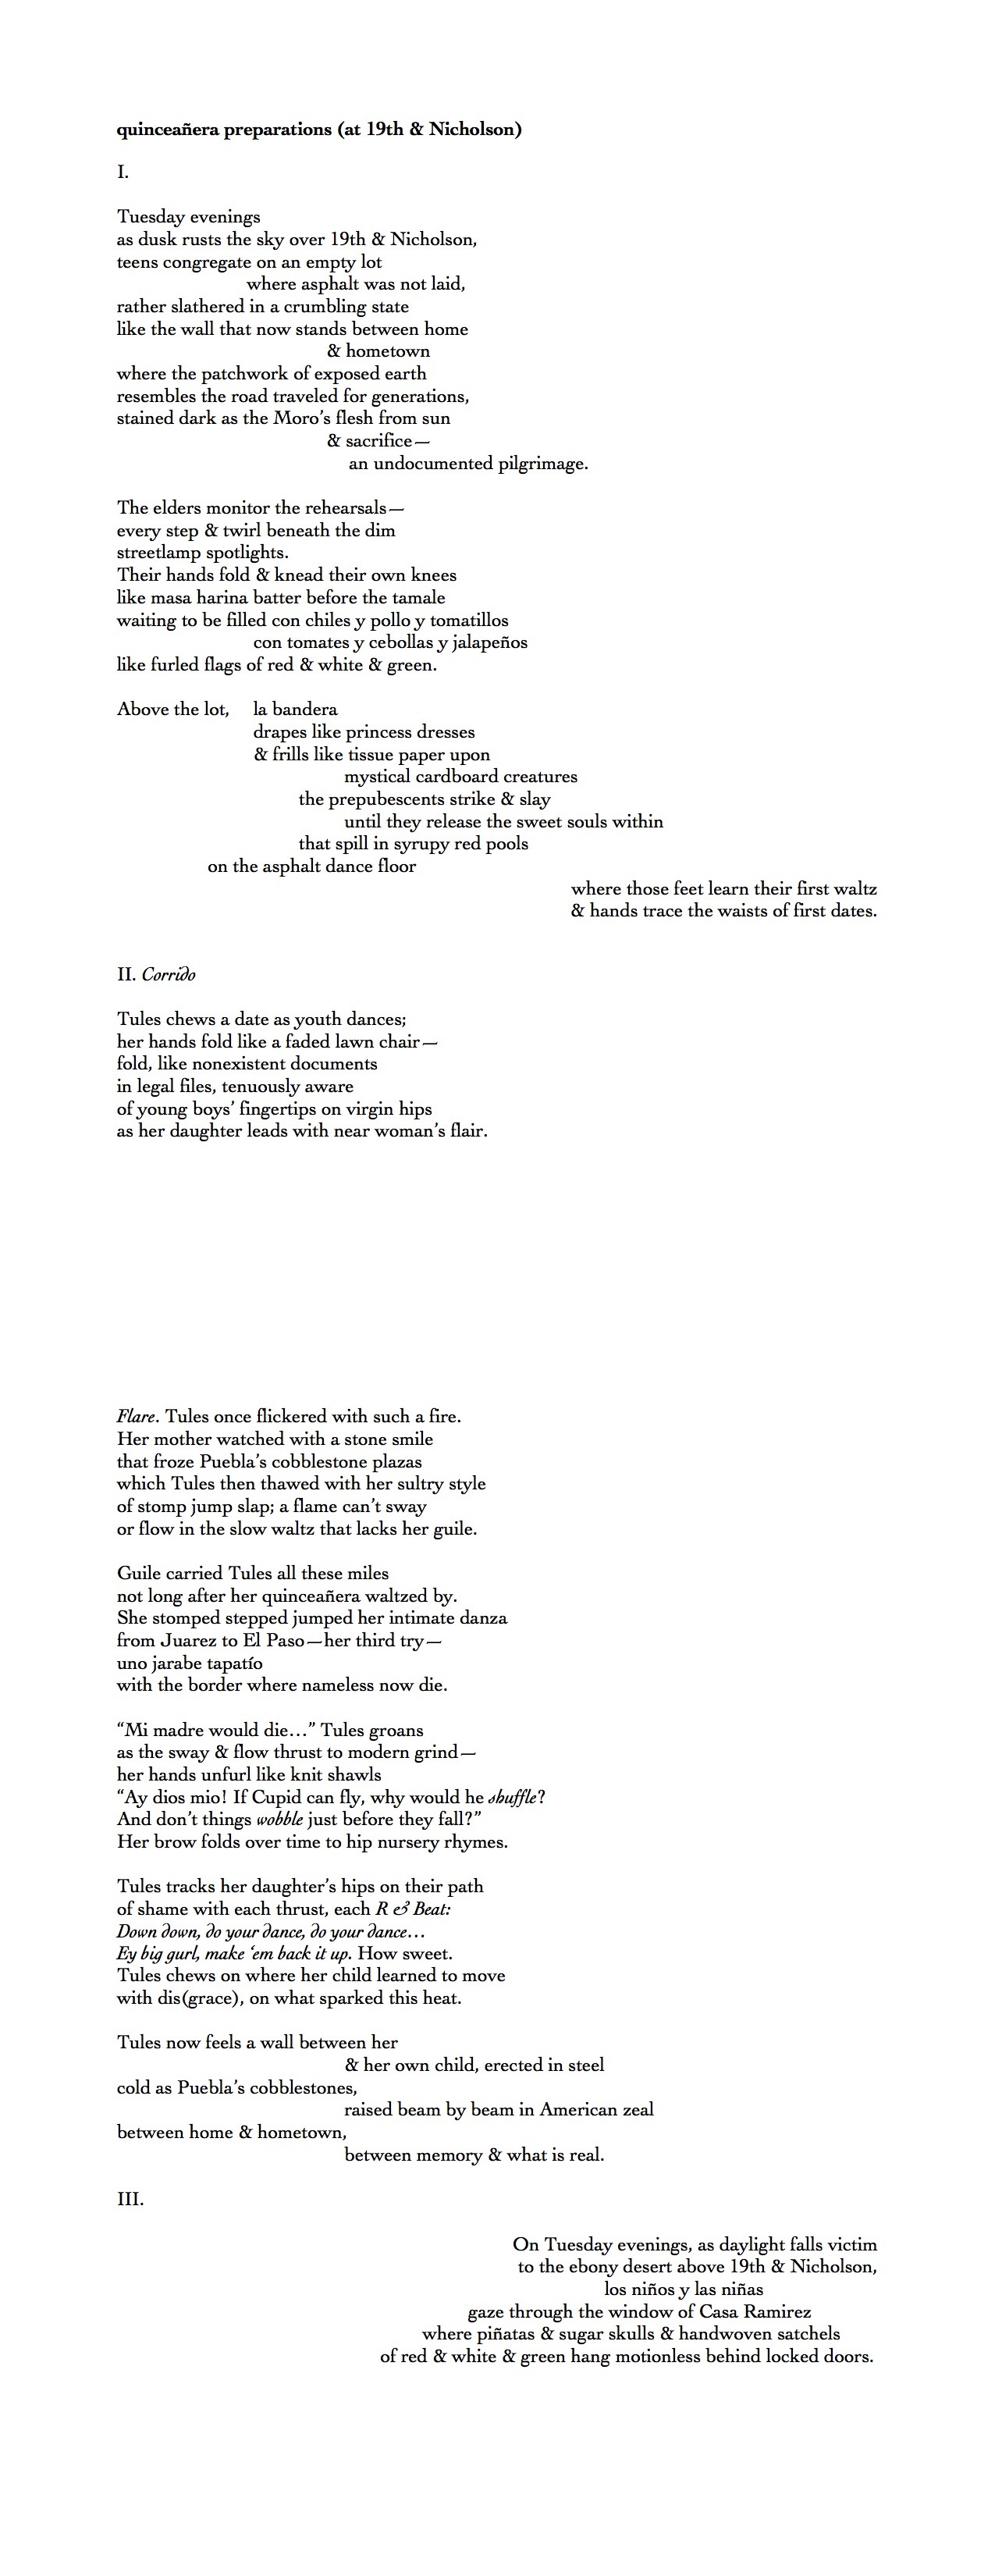 quinceañera preparations (at 19th & Nicholson)
I.
Tuesday evenings
as dusk rusts the sky over 19th & Nicholson,
teens congregate on an empty lot
where asphalt was not laid,
rather slathered in a crumbling state
like the wall that now stands between home
& hometown
where the patchwork of exposed earth
resembles the road traveled for generations,
stained dark as the Moro’s flesh from sun
& sacrifice—
an undocumented pilgrimage.
The elders monitor the rehearsals—
every step & twirl beneath the dim
streetlamp spotlights.
Their hands fold & knead their own knees
like masa harina batter before the tamale
waiting to be filled con chiles y pollo y tomatillos
con tomates y cebollas y jalapeños
like furled flags of red & white & green.
Above the lot, la bandera
drapes like princess dresses
& frills like tissue paper upon
mystical cardboard creatures
the prepubescents strike & slay
until they release the sweet souls within
that spill in syrupy red pools
on the asphalt dance floor
where those feet learn their first waltz
& hands trace the waists of first dates.
II. Corrido
Tules chews a date as youth dances;
her hands fold like a faded lawn chair—
fold, like nonexistent documents
in legal files, tenuously aware
of young boys’ fingertips on virgin hips
as her daughter leads with near woman’s flair.
Flare. Tules once flickered with such a fire.
Her mother watched with a stone smile
that froze Puebla’s cobblestone plazas
which Tules then thawed with her sultry style
of stomp jump slap; a flame can’t sway
or flow in the slow waltz that lacks her guile.
Guile carried Tules all these miles
not long after her quinceañera waltzed by.
She stomped stepped jumped her intimate danza
from Juarez to El Paso—her third try—
uno jarabe tapatío
with the border where nameless now die.
“Mi madre would die…” Tules groans
as the sway & flow thrust to modern grind—
her hands unfurl like knit shawls
“Ay dios mio! If Cupid can fly, why would he shuffle?
And don’t things wobble just before they fall?”
Her brow folds over time to hip nursery rhymes.
Tules tracks her daughter’s hips on their path
of shame with each thrust, each R & Beat:
Down down, do your dance, do your dance…
Ey big gurl, make ‘em back it up. How sweet.
Tules chews on where her child learned to move
with dis(grace), on what sparked this heat.
Tules now feels a wall between her
& her own child, erected in steel
cold as Puebla’s cobblestones,
raised beam by beam in American zeal
between home & hometown,
between memory & what is real.
III.
On Tuesday evenings, as daylight falls victim
to the ebony desert above 19th & Nicholson,
los niños y las niñas
gaze through the window of Casa Ramirez
where piñatas & sugar skulls & handwoven satchels
of red & white & green hang motionless behind locked doors.